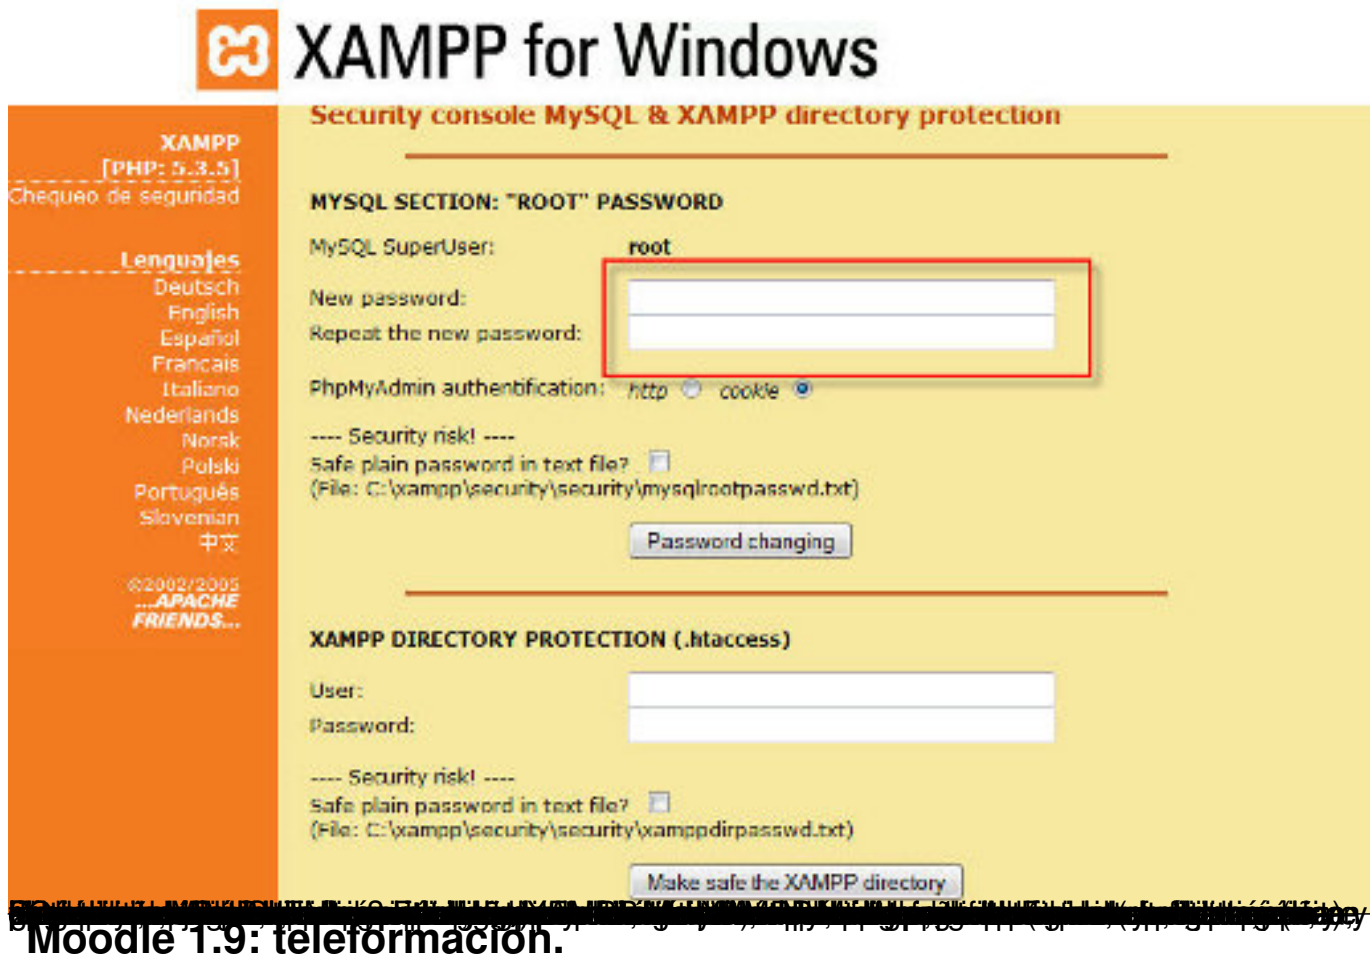 XAMPP for Windows
XAMPP
[PHP: 5.3.5]
Chequeo de seguridad
Lenguajes
Deutsch
English
Español
Francais
Italiano
Nederlands
Norsk
Polski
Português
Slovenian
中文
©2002/2005
...APACHE
FRIENDS...
Security console MySQL & XAMPP directory protection
MYSQL SECTION: "ROOT" PASSWORD
MySQL SuperUser: root
New password:
Repeat the new password:
PhpMyAdmin authentification: http cookie
---- Security risk! ----
Safe plain password in text file?
(File: C:\xampp\security\security\mysqlrootpasswd.txt)
Password changing
XAMPP DIRECTORY PROTECTION (.htaccess)
User:
Password:
---- Security risk! ----
Safe plain password in text file?
(File: C:\xampp\security\security\xamppdirpasswd.txt)
Make safe the XAMPP directory
Moodle 1.9: teleformación.